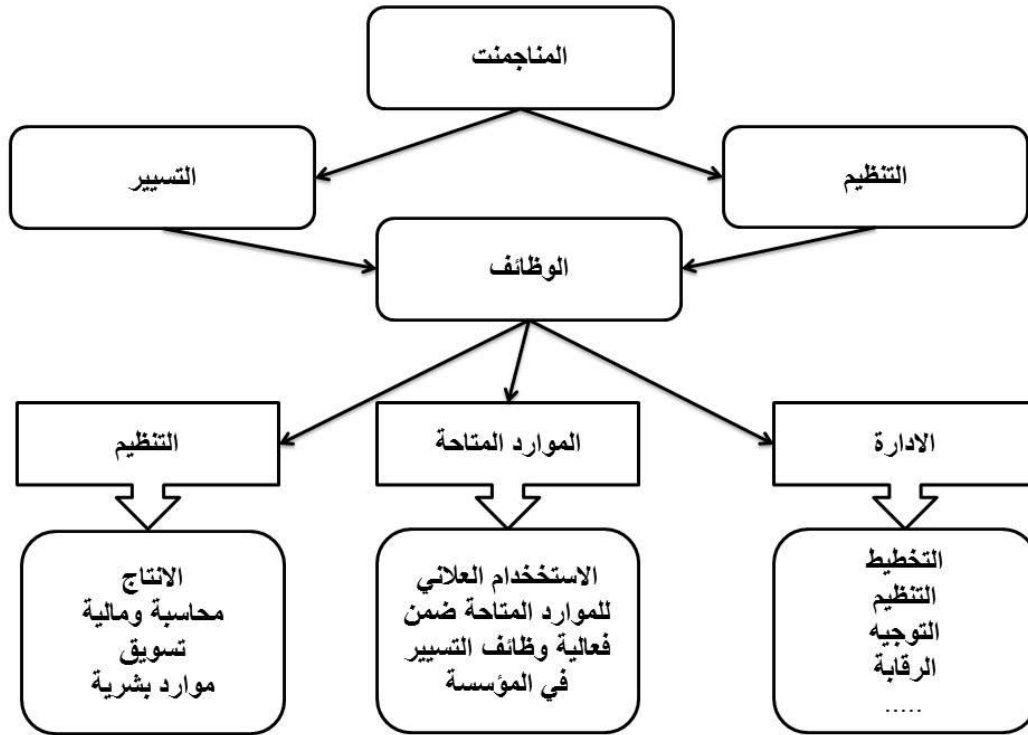 المناجمنت
التنظيم
التسيير
الوظائف
الادارة
الموارد المتاحة
التنظيم
التخطيط
التنظيم
التوجيه
الرقابة
.....
الاستخخدام العلاني
للموارد المتاحة ضمن
فعالية وظائف التسيير
في المؤسسة
الانتاج
محاسبة ومالية
تسويق
موارد بشرية